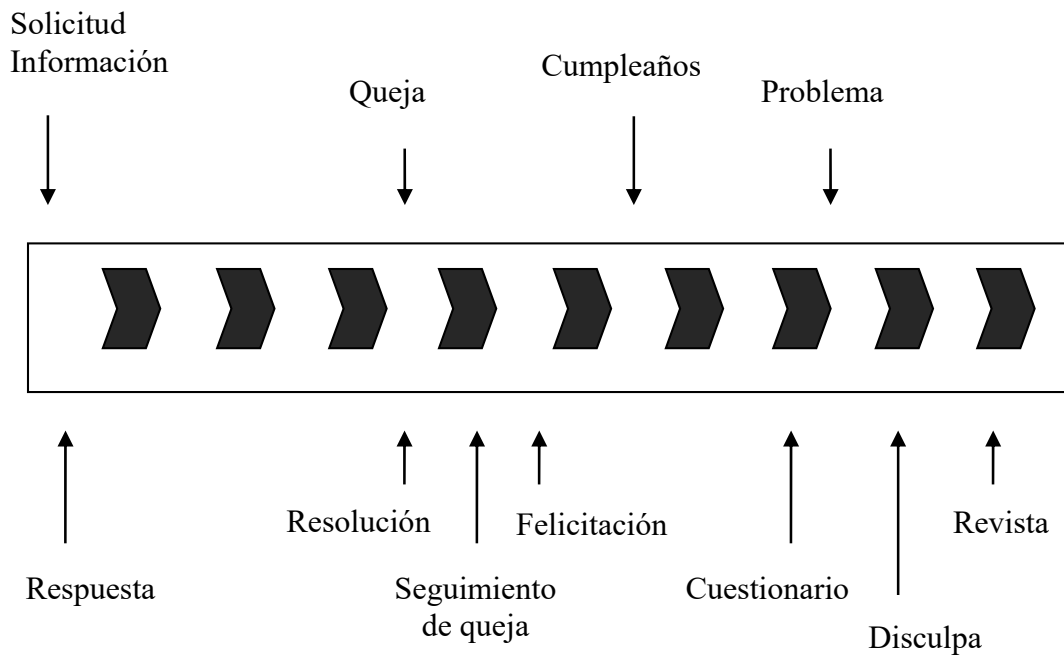 Solicitud
Información
Queja
Cumpleaños
Problema
Resolución
Felicitación
Revista
Respuesta
Seguimiento
de queja
Cuestionario
Disculpa